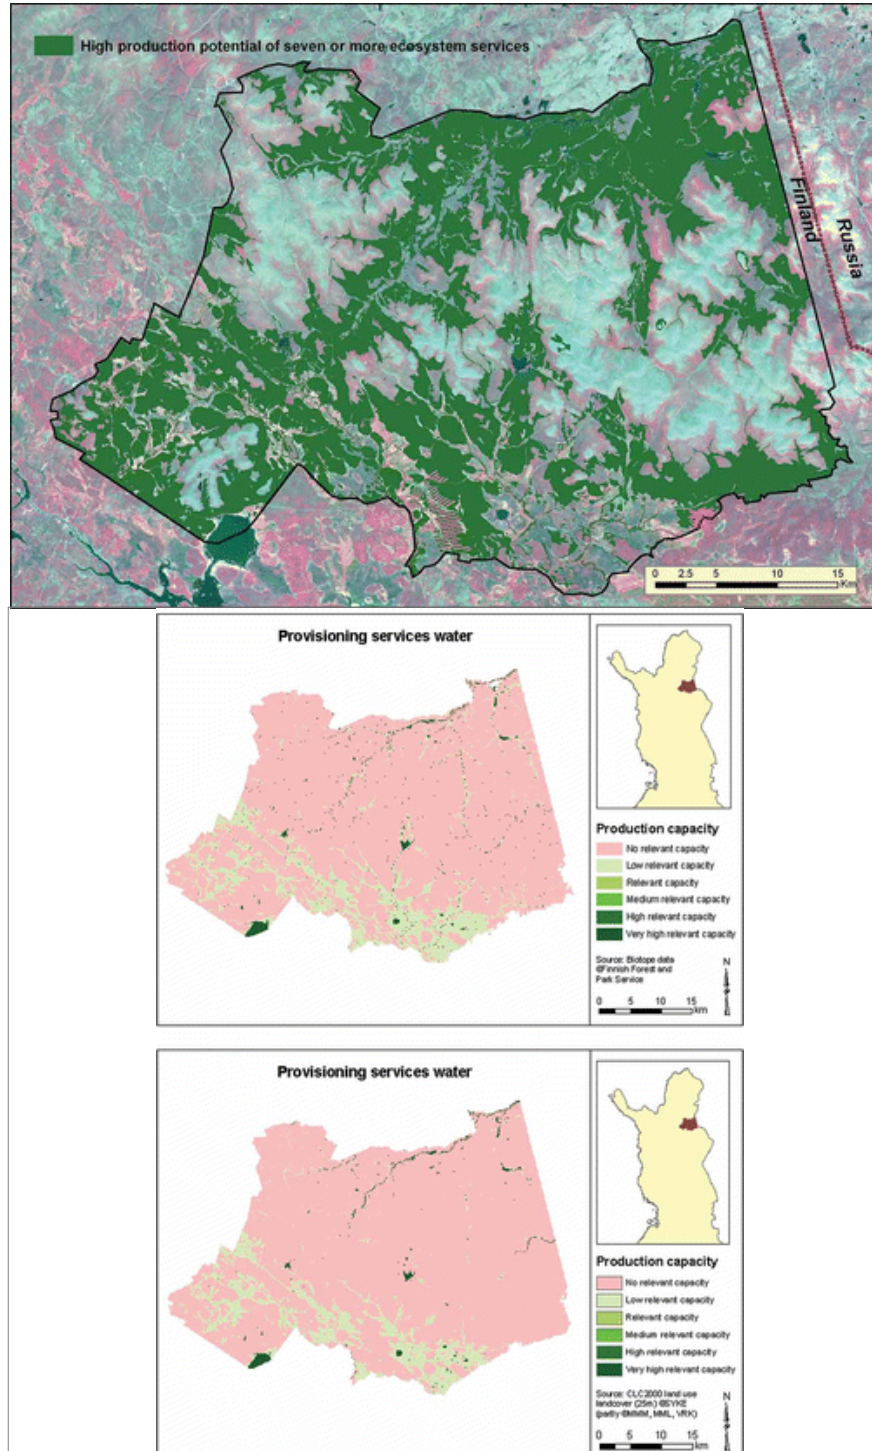 High production potential of seven or more ecosystem services
Finland
Russia
0 2.5 5 10 15
Km
Provisioning services water
Production capacity
No relevant capacity
Low relevant capacity
Relevant capacity
Medium relevant capacity
High relevant capacity
Very high relevant capacity
Source: Biotope data
@Finnish Forest and
Park Service
N
0 5 10 15
km
Provisioning services water
Production capacity
No relevant capacity
Low relevant capacity
Relevant capacity
Medium relevant capacity
High relevant capacity
Very high relevant capacity
Source: CLC2000 land use
landcover (25m) @SYKE
(partly @MMM, MML, VRK)
N
0 5 10 15
km